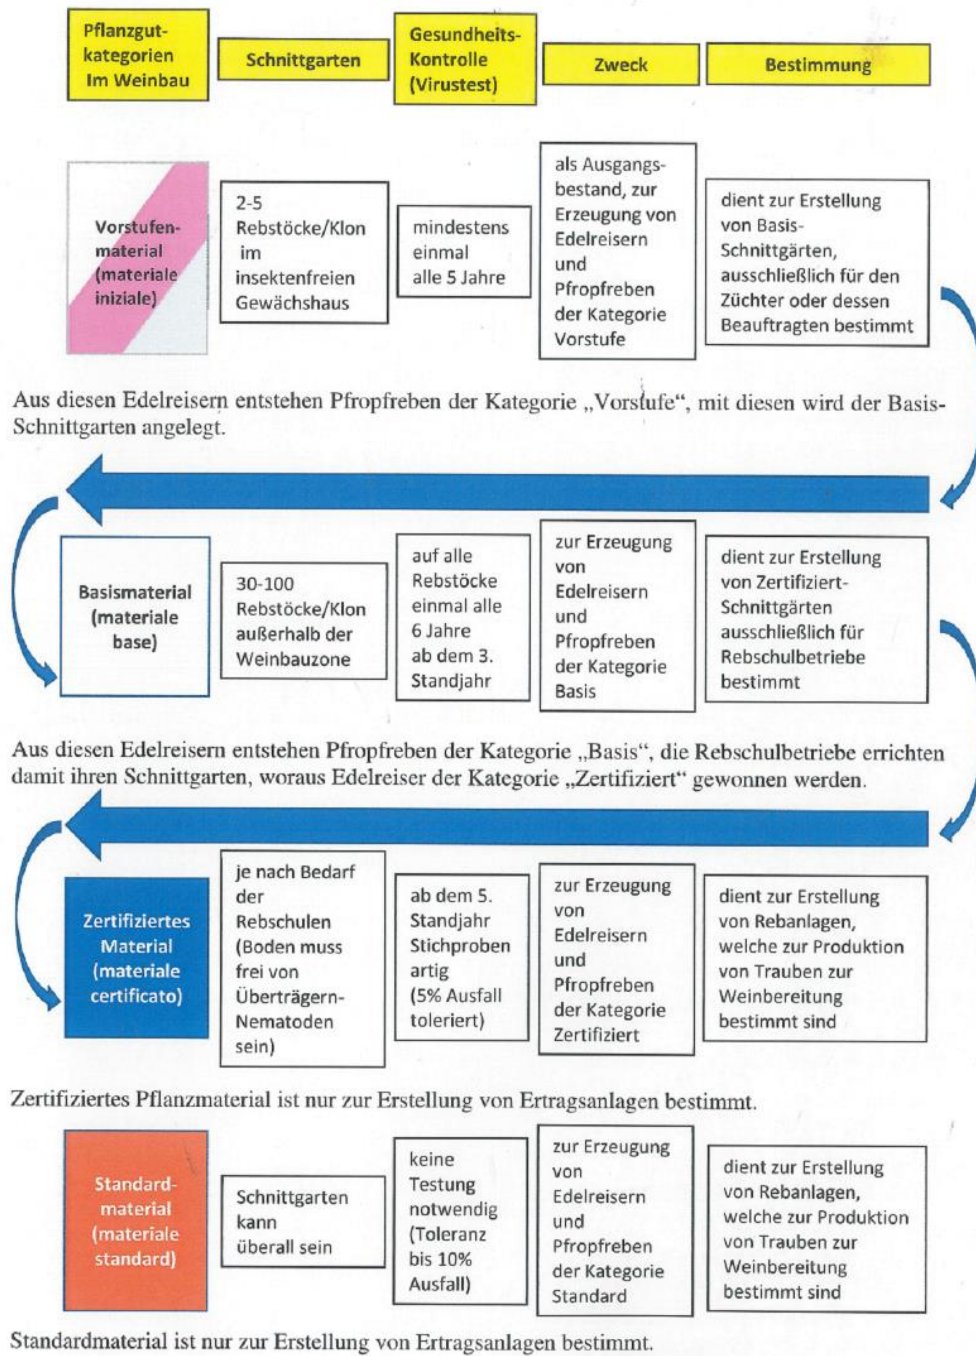 Pflanzgut-
kategorien
Im Weinbau
Schnittgarten
Gesundheits-
Kontrolle
(Virustest)
Zweck
Bestimmung
Vorstufen-
material
(materiale
iniziale)
2-5
Rebstöcke/Klon
im
insektenfreien
Gewächshaus
mindestens
einmal
alle 5 Jahre
als Ausgangs-
bestand, zur
Erzeugung von
Edelreisern
und
Pfropfreben
der Kategorie
Vorstufe
dient zur Erstellung
von Basis-
Schnittgärten,
ausschließlich für den
Züchter oder dessen
Beauftragten bestimmt
Aus diesen Edelreisern entstehen Pfropfreben der Kategorie „Vorstufe“, mit diesen wird der Basis-
Schnittgarten angelegt.
Basismaterial
(materiale
base)
30-100
Rebstöcke/Klon
außerhalb der
Weinbauzone
auf alle
Rebstöcke
einmal alle
6 Jahre
ab dem 3.
Standjahr
zur Erzeugung
von
Edelreisern
und
Pfropfreben
der Kategorie
Basis
dient zur Erstellung
von Zertifiziert-
Schnittgärten
ausschließlich für
Rebschulbetriebe
bestimmt
Aus diesen Edelreisern entstehen Pfropfreben der Kategorie „Basis“, die Rebschulbetriebe errichten
damit ihren Schnittgarten, woraus Edelreiser der Kategorie „Zertifiziert“ gewonnen werden.
Zertifiziertes
Material
(materiale
certificato)
je nach Bedarf
der
Rebschulen
(Boden muss
frei von
Überträgern-
Nematoden
sein)
ab dem 5.
Standjahr
Stichproben
artig
(5% Ausfall
toleriert)
zur Erzeugung
von
Edelreisern
und
Pfropfreben
der Kategorie
Zertifiziert
dient zur Erstellung
von Rebanlagen,
welche zur Produktion
von Trauben zur
Weinbereitung
bestimmt sind
Zertifiziertes Pflanzmaterial ist nur zur Erstellung von Ertragsanlagen bestimmt.
Standard-
material
(materiale
standard)
Schnittgarten
kann
überall sein
keine
Testung
notwendig
(Toleranz
bis 10%
Ausfall)
zur Erzeugung
von
Edelreisern
und
Pfropfreben
der Kategorie
Standard
dient zur Erstellung
von Rebanlagen,
welche zur Produktion
von Trauben zur
Weinbereitung
bestimmt sind
Standardmaterial ist nur zur Erstellung von Ertragsanlagen bestimmt.